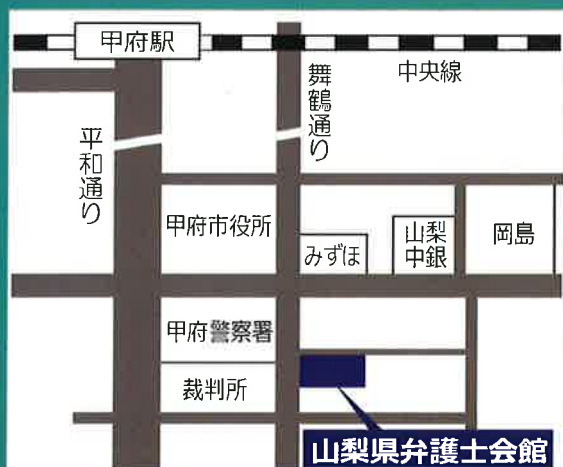 甲府駅
中央線
舞鶴通り
平和通り
甲府市役所
みずほ
山梨
中銀
岡島
甲府警察署
裁判所
山梨県弁護士会館